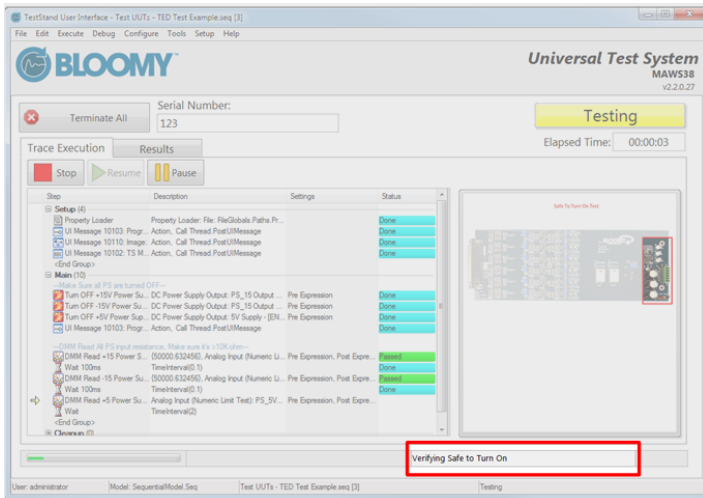 TestStand User Interface - Test UUTs - TED Test Example.seq [3]
File Edit Execute Debug Configure Tools Setup Help
BLOOMY™
Universal Test System
MAWS38
v2.2.0.27
Terminate All
Serial Number:
123
Testing
Elapsed Time: 00:00:03
Trace Execution Results
Stop Resume Pause
Step Description Settings Status
Setup (4)
Property Loader Property Loader: File: FileGlobals.Paths.Pr... Done
UI Message 10103: Progr... Action, Call Thread.PostUIMessage Done
UI Message 10110: Image: Action, Call Thread.PostUIMessage Done
UI Message 10102: TS M... Action, Call Thread.PostUIMessage Done
<End Group>
Main (10)
--Make Sure all PS are turned OFF--
Turn OFF +15V Power Su... DC Power Supply Output: PS_15 Output ... Pre Expression Done
Turn OFF -15V Power Su... DC Power Supply Output: PS_15 Output ... Pre Expression Done
Turn OFF +5V Power Sup... DC Power Supply Output: 5V Supply - [EN... Pre Expression Done
UI Message 10103: Progr... Action, Call Thread.PostUIMessage Done
--DMM Read All PS input resistance, Make sure it's >10K ohm--
DMM Read +15 Power S... {50000.632456}, Analog Input (Numeric Li... Pre Expression, Post Expre... Passed
Wait 100ms TimeInterval(0.1) Done
DMM Read -15 Power Su... {50000.632456}, Analog Input (Numeric Li... Pre Expression, Post Expre... Passed
Wait 100ms TimeInterval(0.1) Done
DMM Read +5 Power Su... Analog Input (Numeric Limit Test): PS_5V... Pre Expression, Post Expre...
Wait TimeInterval(2)
<End Group>
Cleanup (0)
Safe To Turn On Test
Verifying Safe to Turn On
User: administrator Model: SequentialModel.Seq Test UUTs - TED Test Example.seq [3] Testing